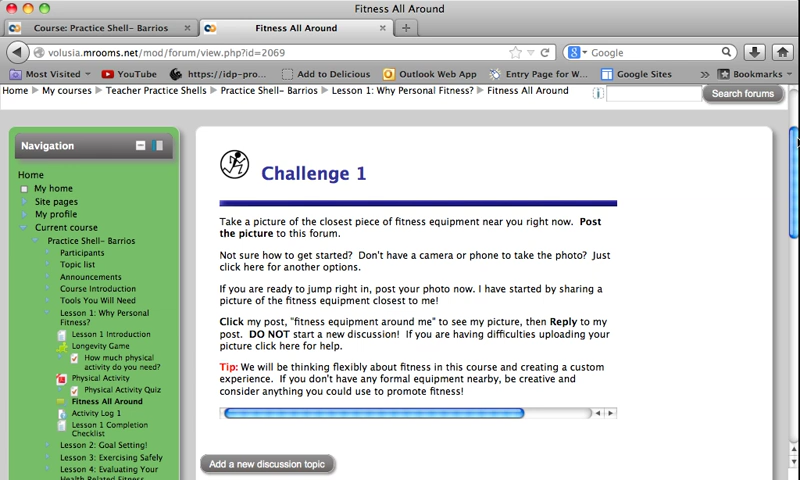 Fitness All Around
Course: Practice Shell- Barrios
Fitness All Around
volusia.mrooms.net/mod/forum/view.php?id=2069
Google
Most Visited
YouTube
https://idp-pro...
Add to Delicious
Outlook Web App
Entry Page for W...
Google Sites
Bookmarks
Home My courses Teacher Practice Shells Practice Shell- Barrios Lesson 1: Why Personal Fitness? Fitness All Around
Search forums
Navigation
Home
My home
Site pages
My profile
Current course
Practice Shell- Barrios
Participants
Topic list
Announcements
Course Introduction
Tools You Will Need
Lesson 1: Why Personal
Fitness?
Lesson 1 Introduction
Longevity Game
How much physical
activity do you need?
Physical Activity
Physical Activity Quiz
Fitness All Around
Activity Log 1
Lesson 1 Completion
Checklist
Lesson 2: Goal Setting!
Lesson 3: Exercising Safely
Lesson 4: Evaluating Your
Health Related Fitness
Challenge 1
Take a picture of the closest piece of fitness equipment near you right now. Post
the picture to this forum.
Not sure how to get started? Don't have a camera or phone to take the photo? Just
click here for another options.
If you are ready to jump right in, post your photo now. I have started by sharing a
picture of the fitness equipment closest to me!
Click my post, "fitness equipment around me" to see my picture, then Reply to my
post. DO NOT start a new discussion! If you are having difficulties uploading your
picture click here for help.
Tip: We will be thinking flexibly about fitness in this course and creating a custom
experience. If you don't have any formal equipment nearby, be creative and
consider anything you could use to promote fitness!
Add a new discussion topic